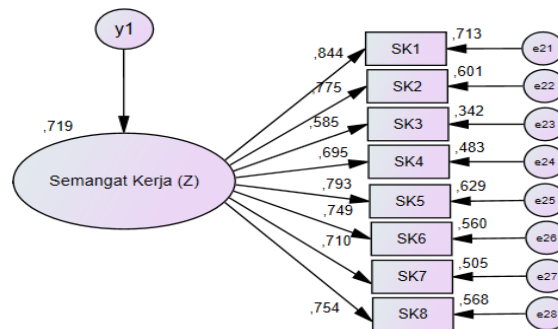 y1
,719
Semangat Kerja (Z)
,844
SK1
,713
e21
,775
SK2
,601
e22
,585
SK3
,342
e23
,695
SK4
,483
e24
,793
SK5
,629
e25
,749
SK6
,560
e26
,710
SK7
,505
e27
,754
SK8
,568
e28